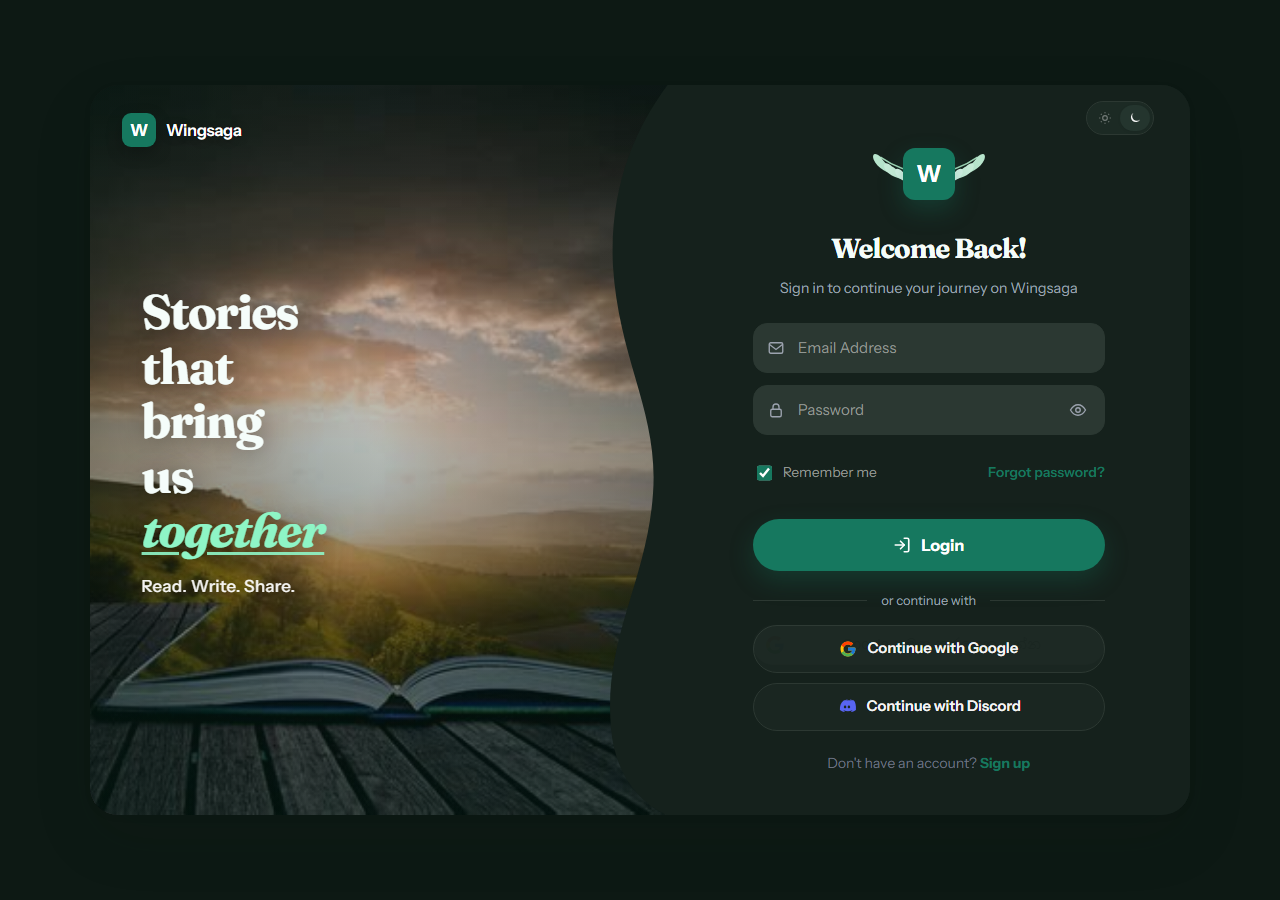 W Wingsaga
Stories
that
bring
us
together
Read. Write. Share.
W
Welcome Back!
Sign in to continue your journey on Wingsaga
Email Address
Password
Remember me
Forgot password?
Login
or continue with
Continue with Google
Continue with Discord
Don't have an account? Sign up